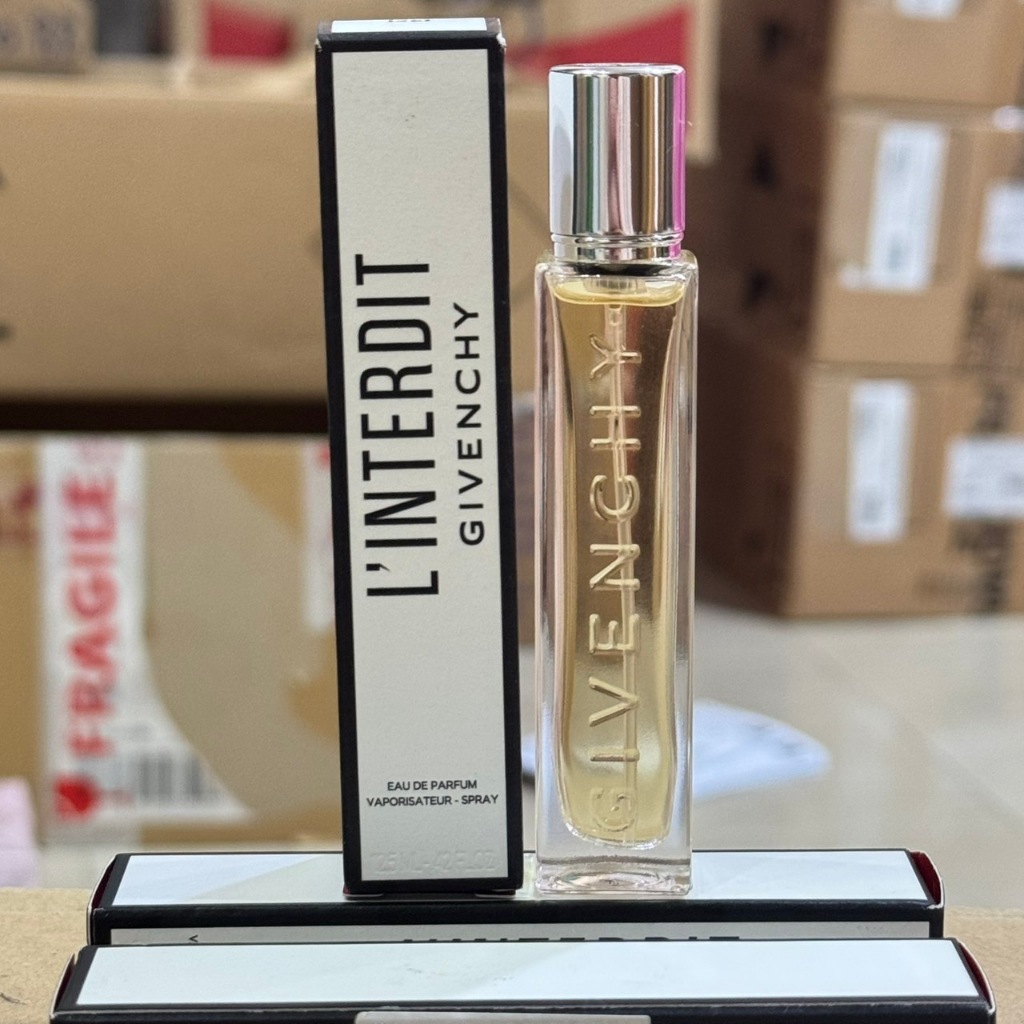 L'INTERDIT
GIVENCHY
EAU DE PARFUM
VAPORISATEUR - SPRAY
GIVENCHY
FRAGILE